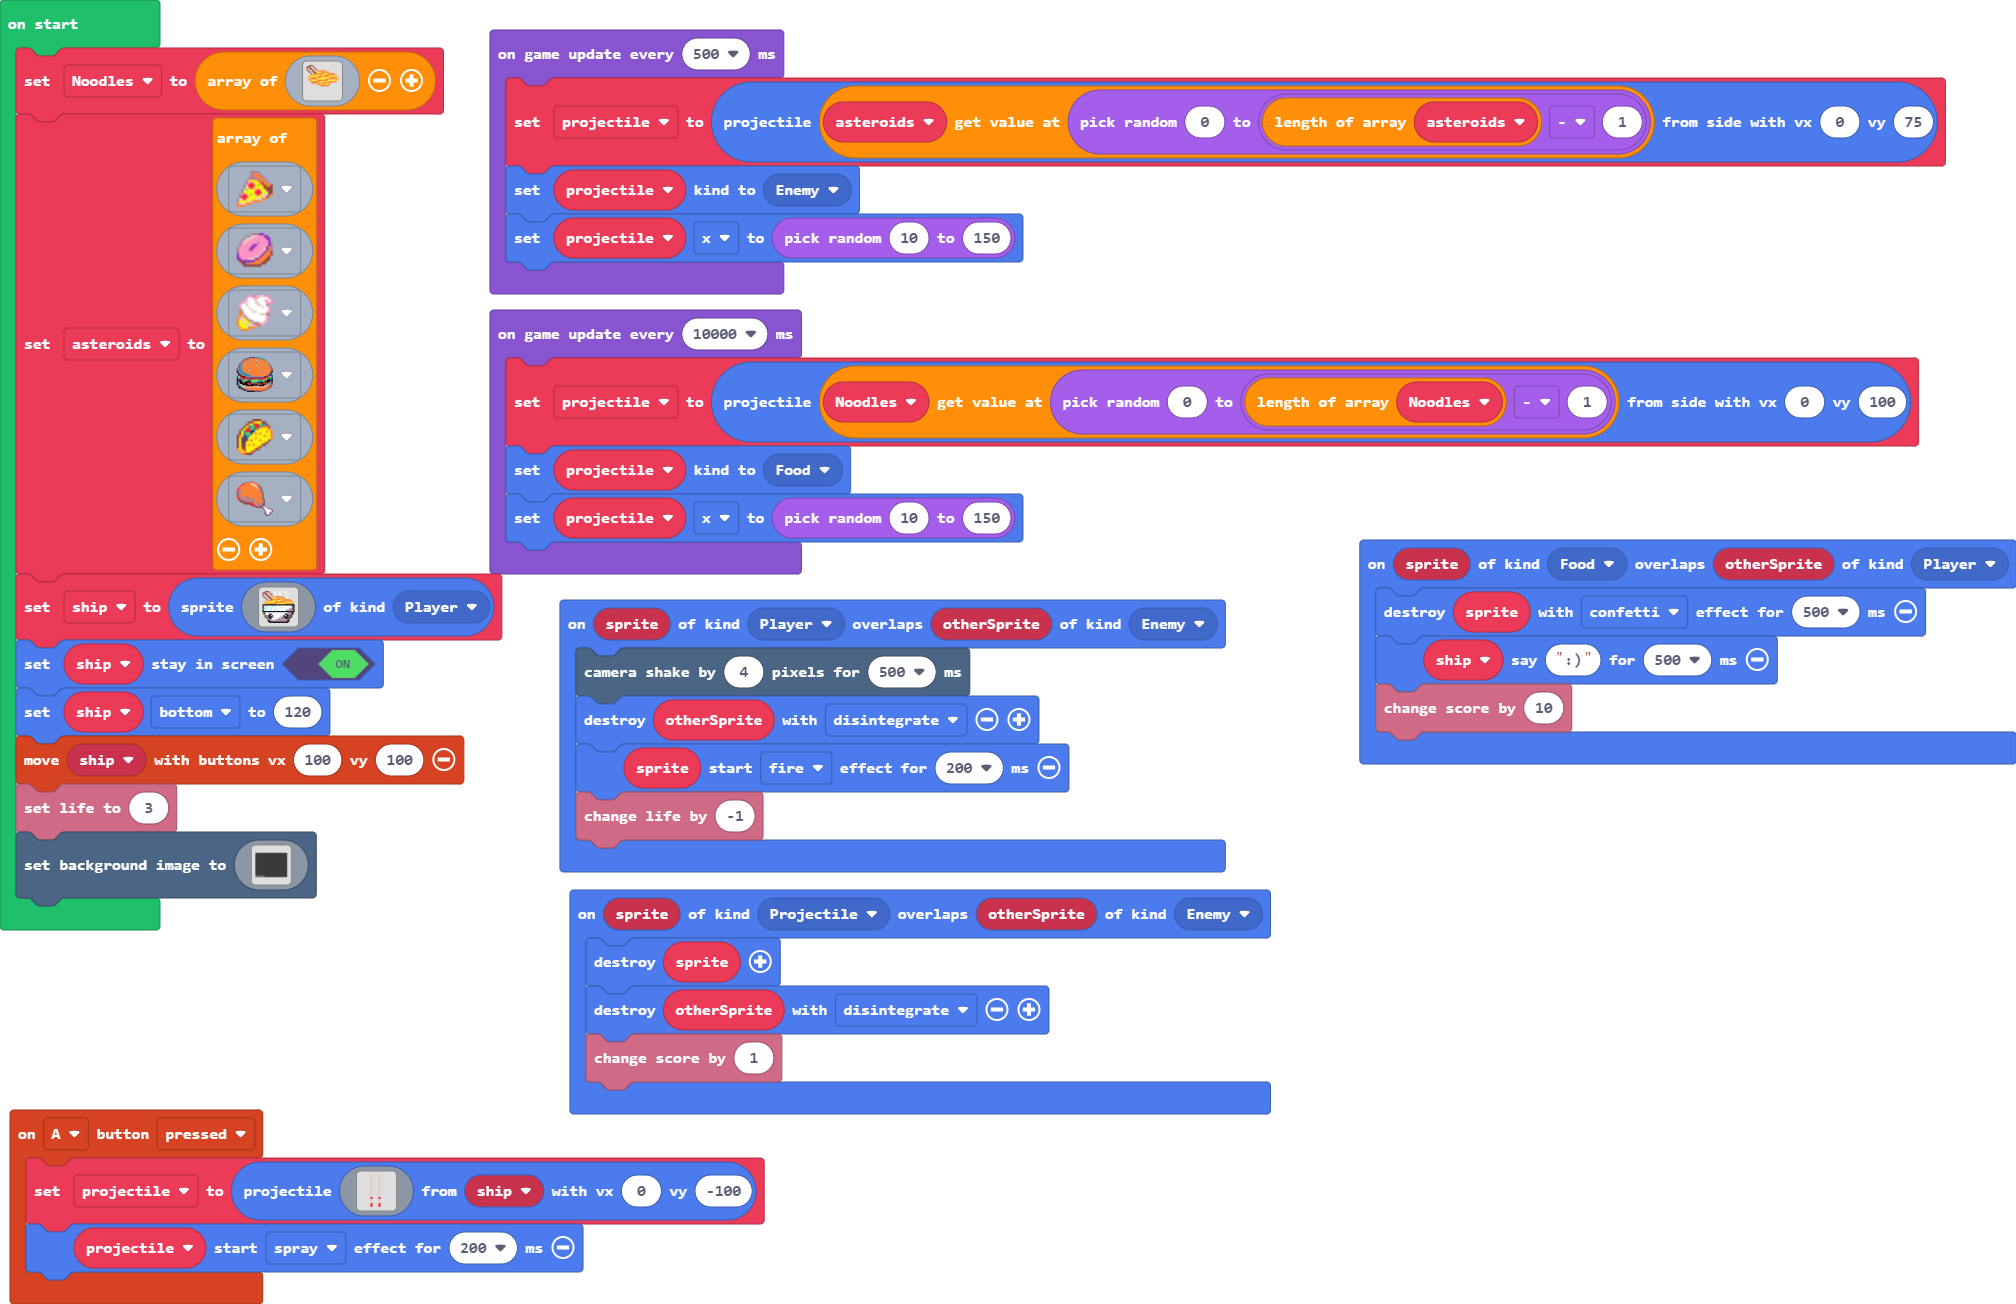 on start
set Noodles to array of
set asteroids to array of
set ship to sprite of kind Player
set ship stay in screen ON
set ship bottom to 120
move ship with buttons vx 100 vy 100
set life to 3
set background image to
on game update every 500 ms
set projectile to projectile asteroids get value at pick random 0 to length of array asteroids - 1 from side with vx 0 vy 75
set projectile kind to Enemy
set projectile x to pick random 10 to 150
on game update every 10000 ms
set projectile to projectile Noodles get value at pick random 0 to length of array Noodles - 1 from side with vx 0 vy 100
set projectile kind to Food
set projectile x to pick random 10 to 150
on sprite of kind Food overlaps otherSprite of kind Player
destroy sprite with confetti effect for 500 ms
ship say ":)" for 500 ms
change score by 10
on sprite of kind Player overlaps otherSprite of kind Enemy
camera shake by 4 pixels for 500 ms
destroy otherSprite with disintegrate
sprite start fire effect for 200 ms
change life by -1
on sprite of kind Projectile overlaps otherSprite of kind Enemy
destroy sprite
destroy otherSprite with disintegrate
change score by 1
on A button pressed
set projectile to projectile from ship with vx 0 vy -100
projectile start spray effect for 200 ms